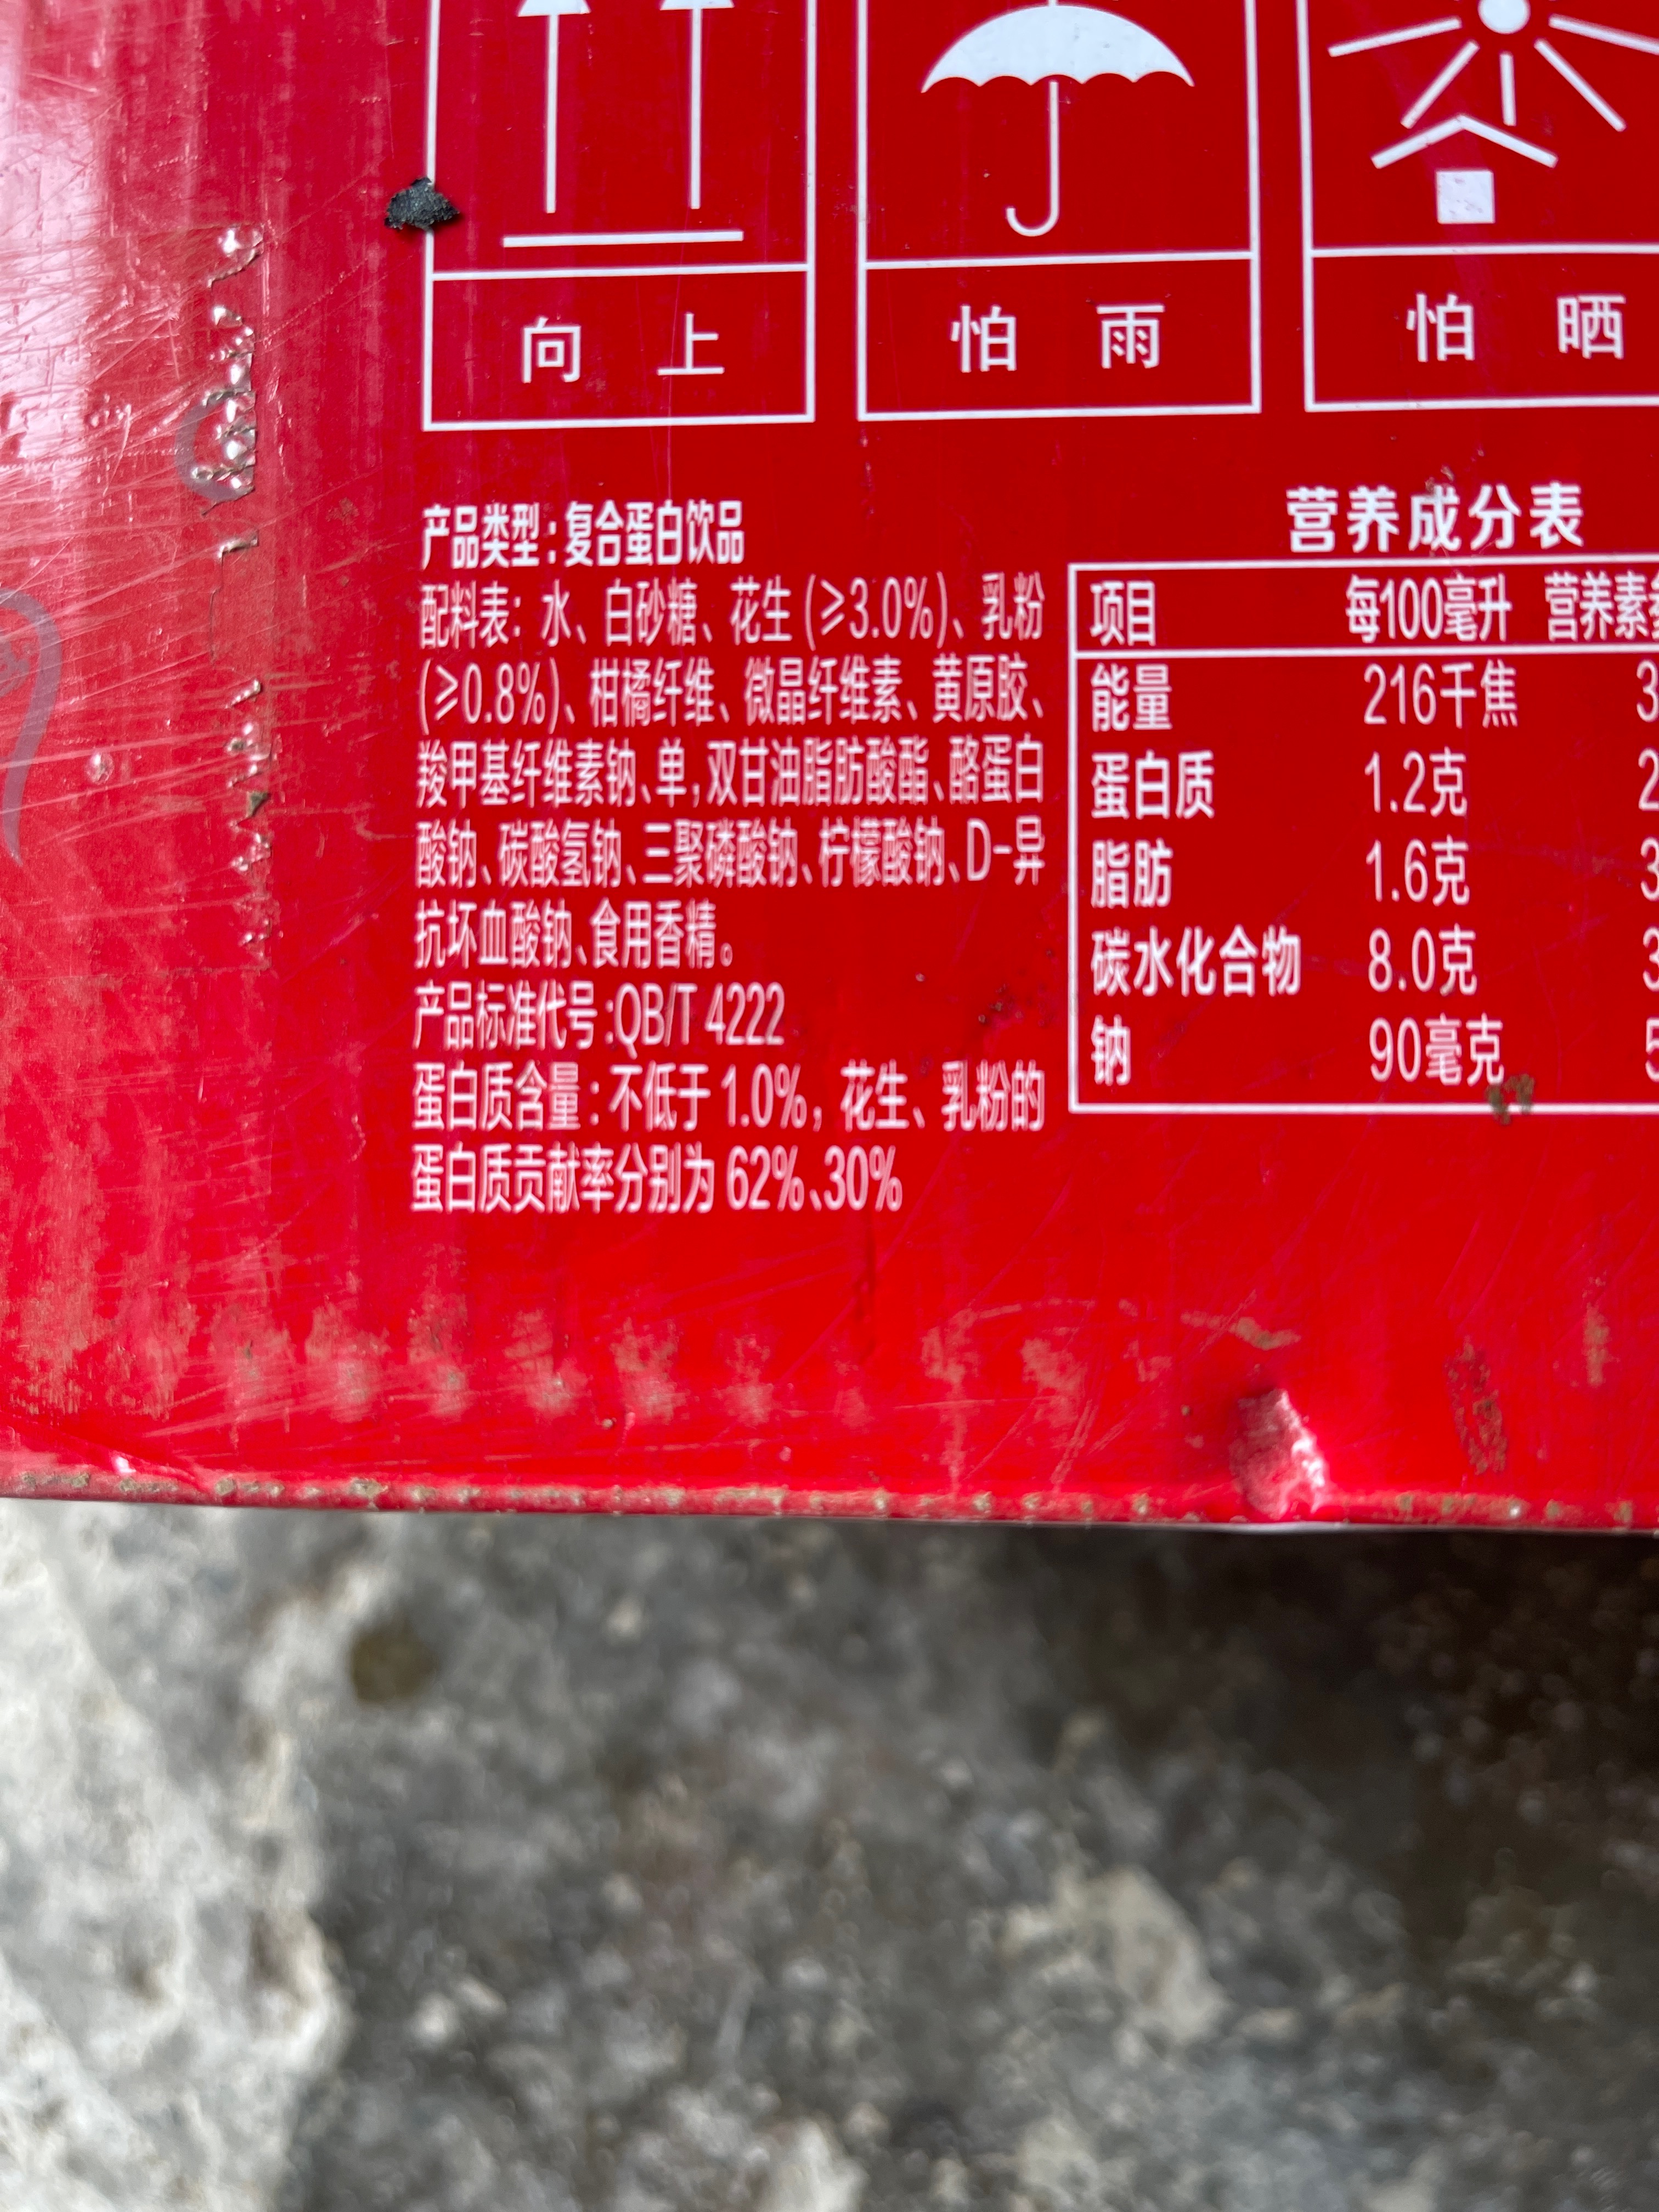 向上
怕雨
怕晒
产品类型：复合蛋白饮品
配料表：水、白砂糖、花生(≥3.0%)、乳粉
(≥0.8%)、柑橘纤维、微晶纤维素、黄原胶、
羧甲基纤维素钠、单,双甘油脂肪酸酯、酪蛋白
酸钠、碳酸氢钠、三聚磷酸钠、柠檬酸钠、D-异
抗坏血酸钠、食用香精。
产品标准代号:QB/T 4222
蛋白质含量：不低于1.0%，花生、乳粉的
蛋白质贡献率分别为62%、30%
营养成分表
项目 每100毫升 营养素
能量 216千焦 3
蛋白质 1.2克 2
脂肪 1.6克 3
碳水化合物 8.0克 3
钠 90毫克 5